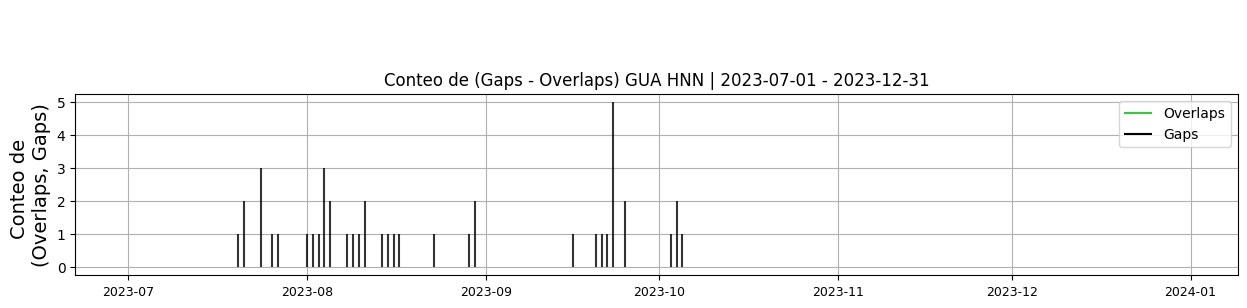 Conteo de (Gaps - Overlaps) GUA HNN | 2023-07-01 - 2023-12-31
Conteo de
(Overlaps, Gaps)
5
4
3
2
1
0
Overlaps
Gaps
2023-07
2023-08
2023-09
2023-10
2023-11
2023-12
2024-01